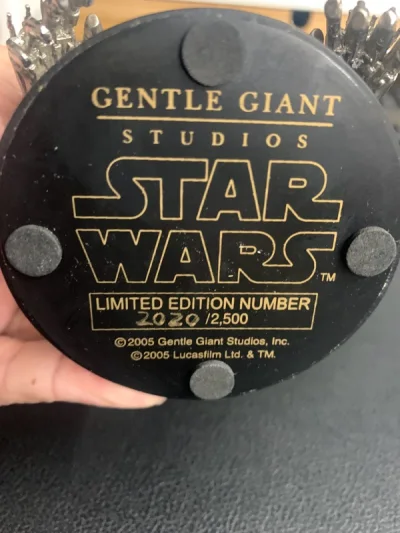 GENTLE GIANT
STUDIOS
STAR
WARS™
LIMITED EDITION NUMBER
2020 /2,500
©2005 Gentle Giant Studios, Inc.
©2005 Lucasfilm Ltd. & TM.